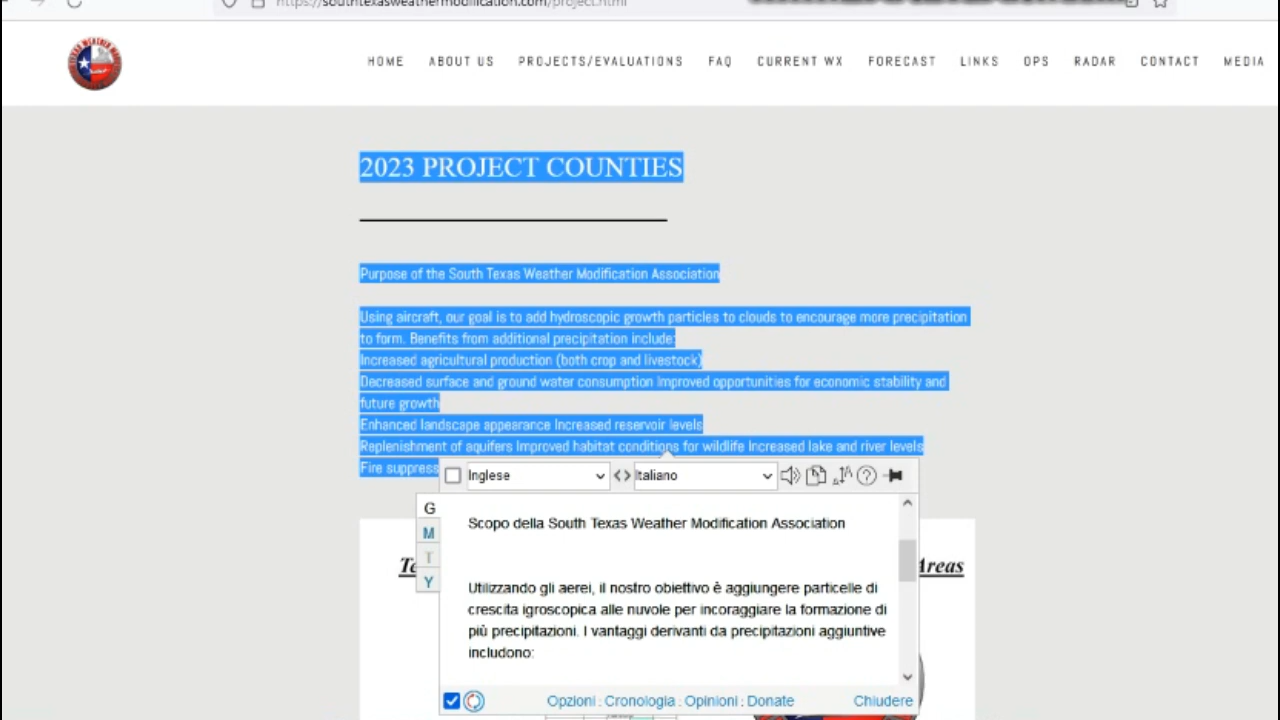 https://southtexasweathermodification.com/project.html
HOME ABOUT US PROJECTS/EVALUATIONS FAQ CURRENT WX FORECAST LINKS OPS RADAR CONTACT MEDIA
2023 PROJECT COUNTIES
Purpose of the South Texas Weather Modification Association
Using aircraft, our goal is to add hydroscopic growth particles to clouds to encourage more precipitation
to form. Benefits from additional precipitation include:
Increased agricultural production (both crop and livestock)
Decreased surface and ground water consumption Improved opportunities for economic stability and
future growth
Enhanced landscape appearance Increased reservoir levels
Replenishment of aquifers Improved habitat conditions for wildlife Increased lake and river levels
Fire suppress
Inglese <> Italiano
G
M
T
Y
Scopo della South Texas Weather Modification Association
Utilizzando gli aerei, il nostro obiettivo è aggiungere particelle di
crescita igroscopica alle nuvole per incoraggiare la formazione di
più precipitazioni. I vantaggi derivanti da precipitazioni aggiuntive
includono:
Areas
Opzioni : Cronologia : Opinioni : Donate Chiudere